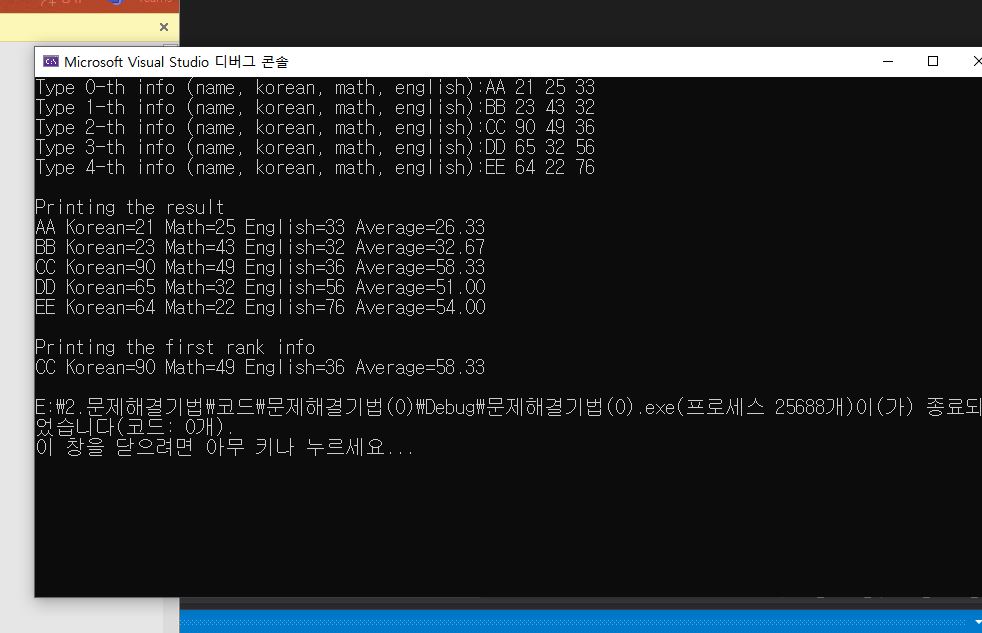 Microsoft Visual Studio 디버그 콘솔
Type 0-th info (name, korean, math, english):AA 21 25 33
Type 1-th info (name, korean, math, english):BB 23 43 32
Type 2-th info (name, korean, math, english):CC 90 49 36
Type 3-th info (name, korean, math, english):DD 65 32 56
Type 4-th info (name, korean, math, english):EE 64 22 76
Printing the result
AA Korean=21 Math=25 English=33 Average=26.33
BB Korean=23 Math=43 English=32 Average=32.67
CC Korean=90 Math=49 English=36 Average=58.33
DD Korean=65 Math=32 English=56 Average=51.00
EE Korean=64 Math=22 English=76 Average=54.00
Printing the first rank info
CC Korean=90 Math=49 English=36 Average=58.33
E:₩2.문제해결기법₩코드₩문제해결기법(0)₩Debug₩문제해결기법(0).exe(프로세스 25688개)이(가) 종료되
었습니다(코드: 0개).
이 창을 닫으려면 아무 키나 누르세요...